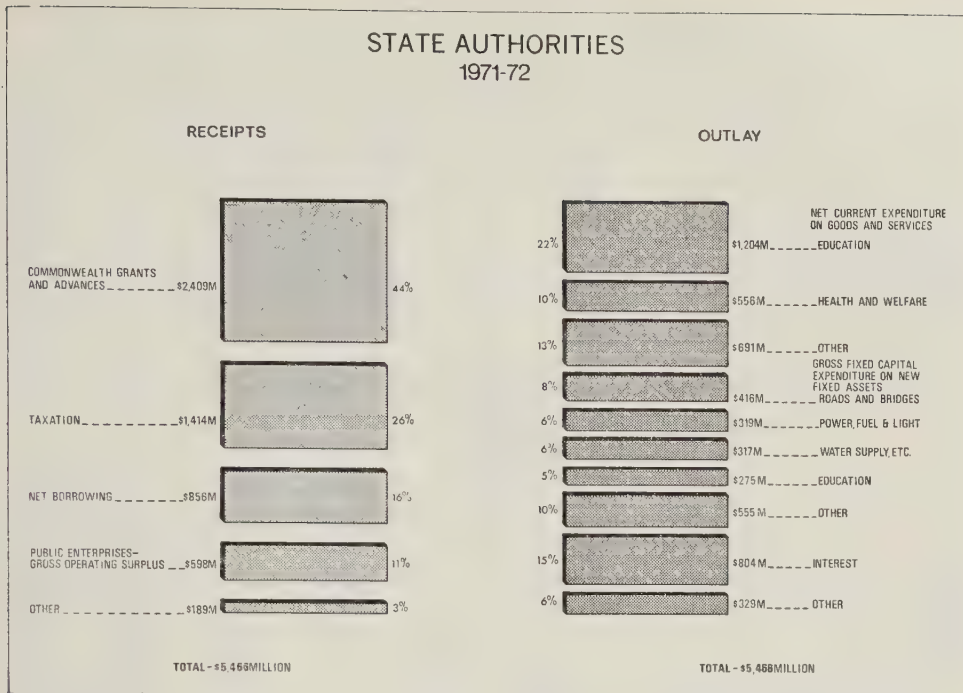 STATE AUTHORITIES
1971-72
RECEIPTS
COMMONWEALTH GRANTS
AND ADVANCES $2,409M 44%
TAXATION $1,414M 26%
NET BORROWING $856M 16%
PUBLIC ENTERPRISES-
GROSS OPERATING SURPLUS $598M 11%
OTHER $189M 3%
TOTAL-$5,466MILLION
OUTLAY
NET CURRENT EXPENDITURE
ON GOODS AND SERVICES
22% $1,204M EDUCATION
10% $556M HEALTH AND WELFARE
13% $691M OTHER
GROSS FIXED CAPITAL
EXPENDITURE ON NEW
FIXED ASSETS
8% $416M ROADS AND BRIDGES
6% $319M POWER, FUEL & LIGHT
6% $317M WATER SUPPLY, ETC.
5% $275M EDUCATION
10% $555M OTHER
15% $804M INTEREST
6% $329M OTHER
TOTAL-$5,466MILLION